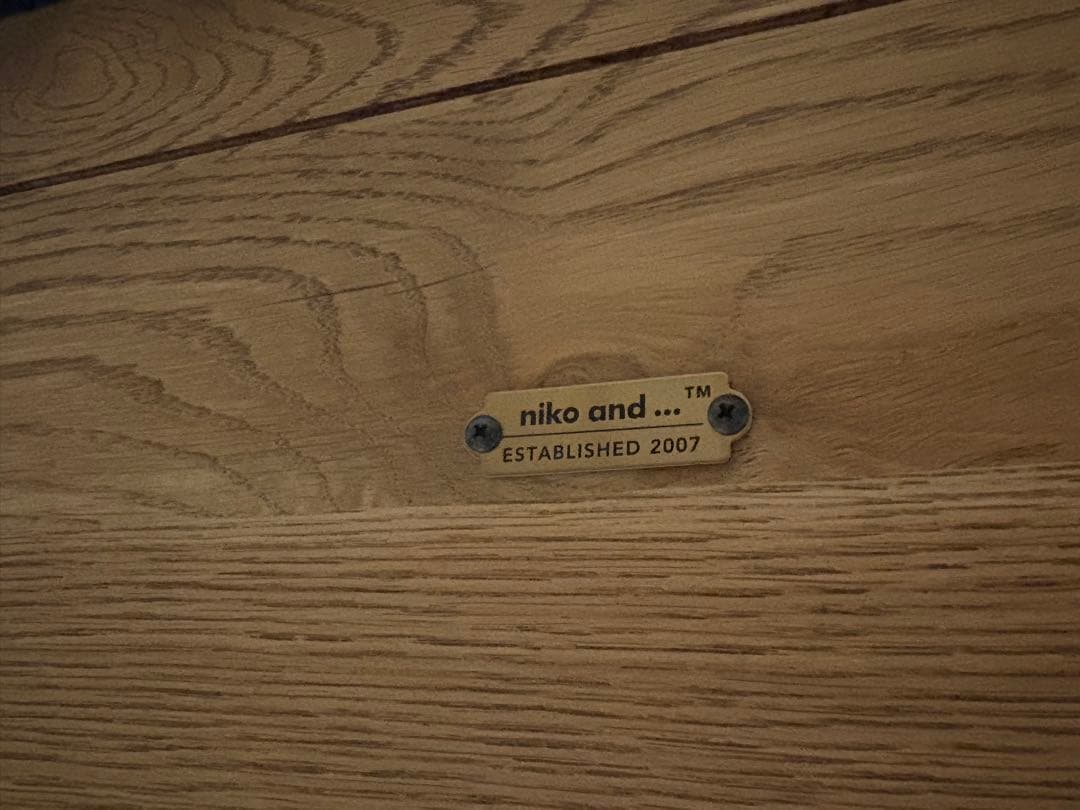 niko and ...™
ESTABLISHED 2007